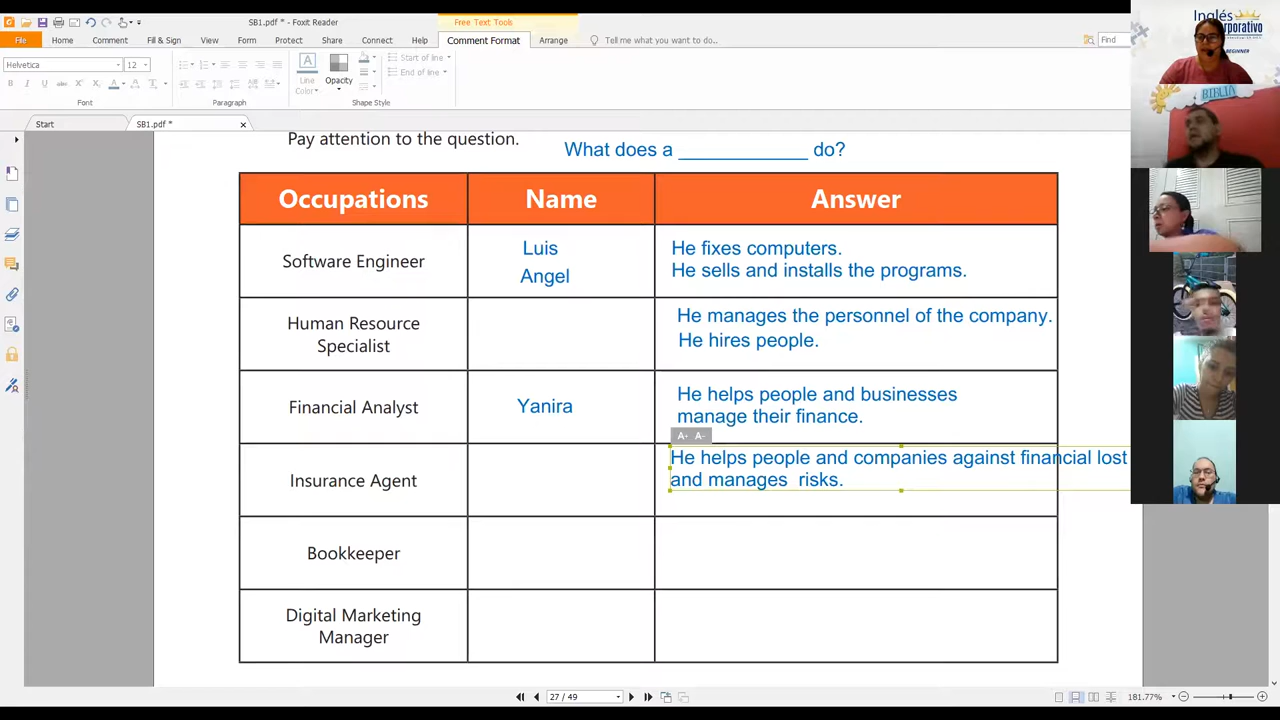 SB1.pdf * - Foxit Reader
Free Text Tools
File Home Comment Fill & Sign View Form Protect Share Connect Help Comment Format Arrange Tell me what you want to do... Find
Helvetica 12
Line Color
Opacity
Start of line
End of line
Font Paragraph Shape Style
Start SB1.pdf *
Pay attention to the question.
What does a ____________ do?
Occupations Name Answer
Software Engineer
Luis
Angel
He fixes computers.
He sells and installs the programs.
Human Resource
Specialist
He manages the personnel of the company.
He hires people.
Financial Analyst
Yanira
He helps people and businesses
manage their finance.
A+ A-
Insurance Agent
He helps people and companies against financial lost
and manages risks.
Bookkeeper
Digital Marketing
Manager
27 / 49
181.77%
Inglés
BEGINNER
BIBLIA